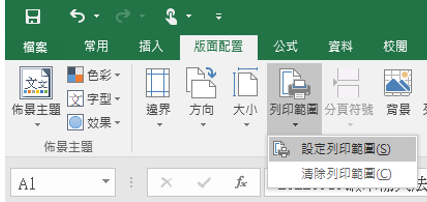 檔案 常用 插入 版面配置 公式 資料 校閱
文文 色彩
字型
效果
佈景主題 邊界 方向 大小 列印範圍 分頁符號 背景
佈景主題
設定列印範圍(S)
清除列印範圍(C)
A1 fx